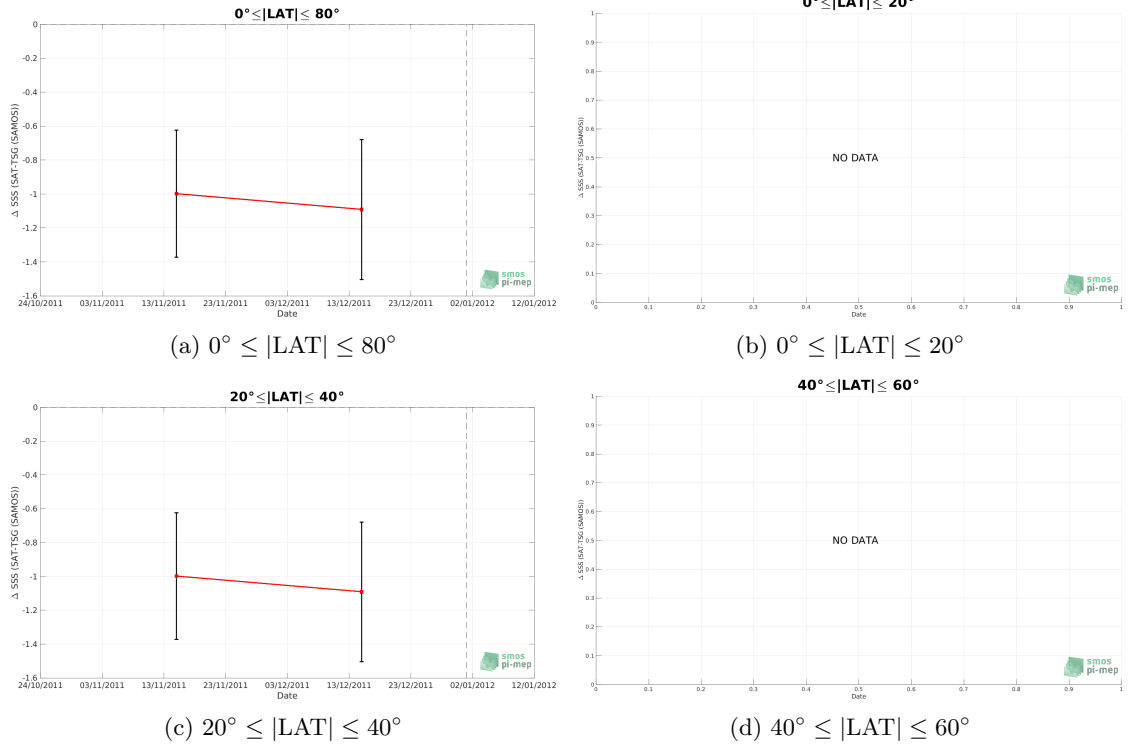 0°≤|LAT|≤ 80°
0
-0.2
-0.4
-0.6
-0.8
-1
-1.2
-1.4
-1.6
Δ SSS (SAT-TSG (SAMOS))
24/10/2011 03/11/2011 13/11/2011 23/11/2011 03/12/2011 13/12/2011 23/12/2011 02/01/2012 12/01/2012
Date
smos
pi-mep
(a) 0° ≤ |LAT| ≤ 80°
0°≤|LAT|≤ 20°
1
0.9
0.8
0.7
0.6
0.5
0.4
0.3
0.2
0.1
0
Δ SSS (SAT-TSG (SAMOS))
NO DATA
0 0.1 0.2 0.3 0.4 0.5 0.6 0.7 0.8 0.9 1
Date
smos
pi-mep
(b) 0° ≤ |LAT| ≤ 20°
20°≤|LAT|≤ 40°
0
-0.2
-0.4
-0.6
-0.8
-1
-1.2
-1.4
-1.6
Δ SSS (SAT-TSG (SAMOS))
24/10/2011 03/11/2011 13/11/2011 23/11/2011 03/12/2011 13/12/2011 23/12/2011 02/01/2012 12/01/2012
Date
smos
pi-mep
(c) 20° ≤ |LAT| ≤ 40°
40°≤|LAT|≤ 60°
1
0.9
0.8
0.7
0.6
0.5
0.4
0.3
0.2
0.1
0
Δ SSS (SAT-TSG (SAMOS))
NO DATA
0 0.1 0.2 0.3 0.4 0.5 0.6 0.7 0.8 0.9 1
Date
smos
pi-mep
(d) 40° ≤ |LAT| ≤ 60°